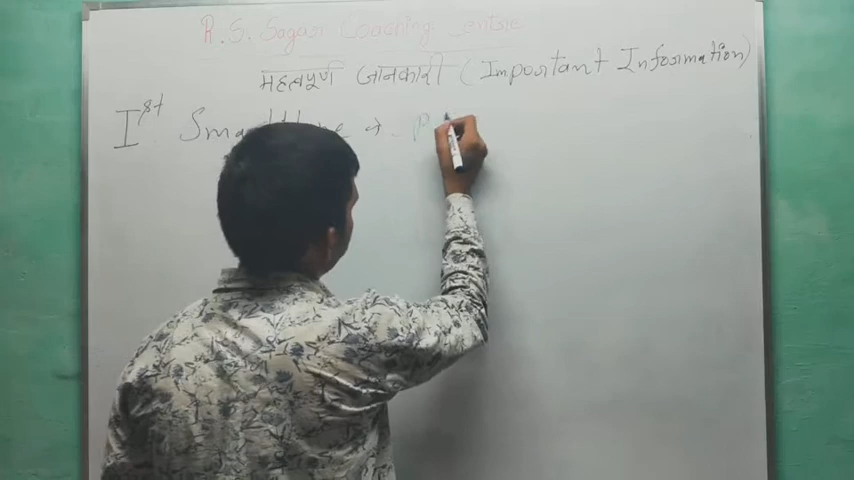 R.S. Sagar Coaching Centre
महत्वपूर्ण जानकारी (Important Information)
Ist → P